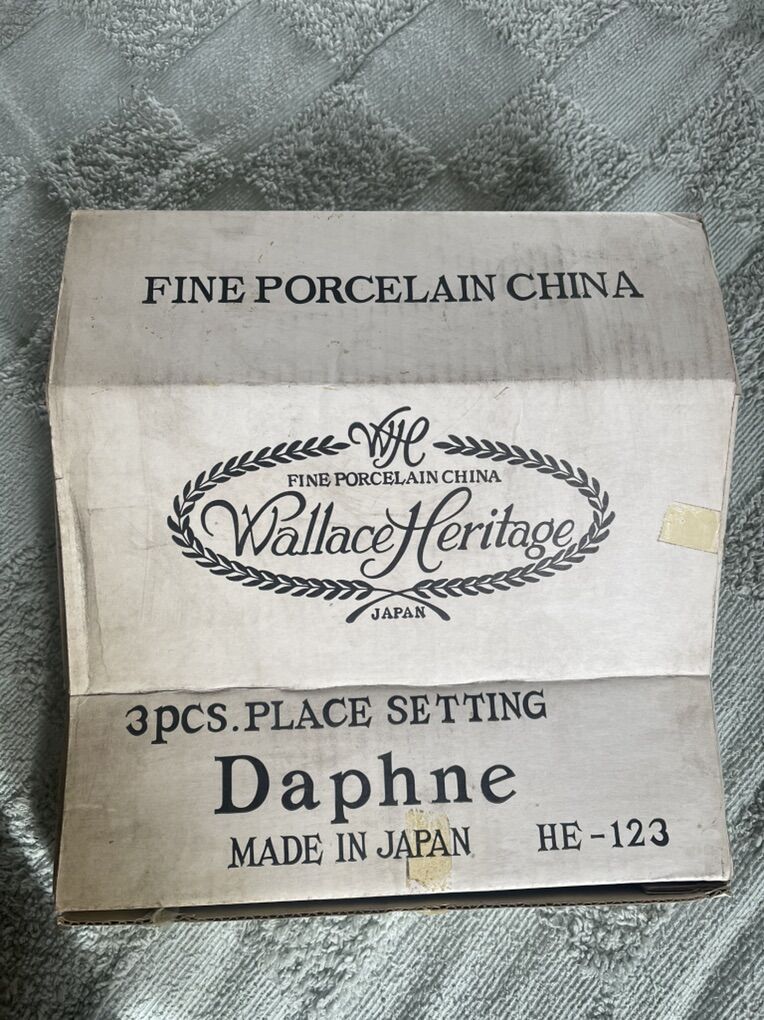 FINE PORCELAIN CHINA
WH
FINE PORCELAIN CHINA
Wallace Heritage
JAPAN
3PCS. PLACE SETTING
Daphne
MADE IN JAPAN HE-123